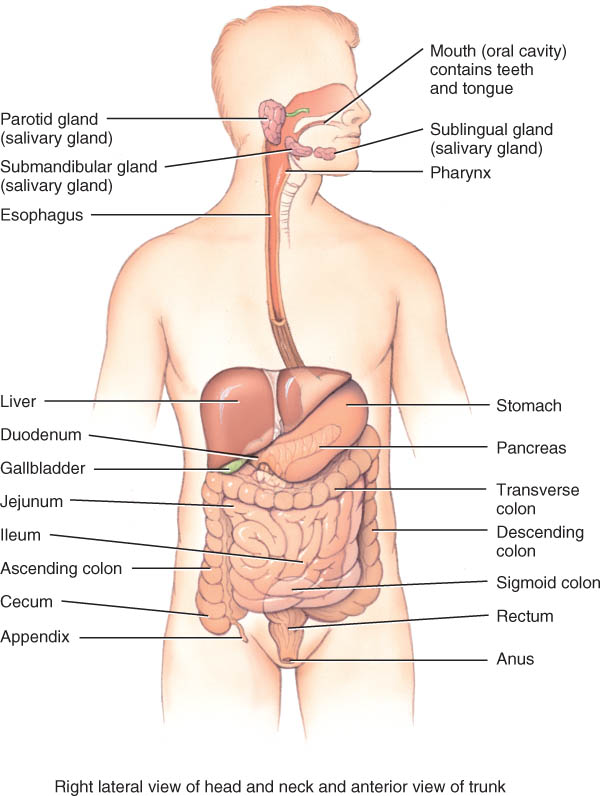 Mouth (oral cavity)
contains teeth
and tongue
Parotid gland
(salivary gland)
Sublingual gland
(salivary gland)
Submandibular gland
(salivary gland)
Pharynx
Esophagus
Liver
Stomach
Duodenum
Pancreas
Gallbladder
Transverse
colon
Jejunum
Descending
colon
Ileum
Ascending colon
Sigmoid colon
Cecum
Rectum
Appendix
Anus
Right lateral view of head and neck and anterior view of trunk